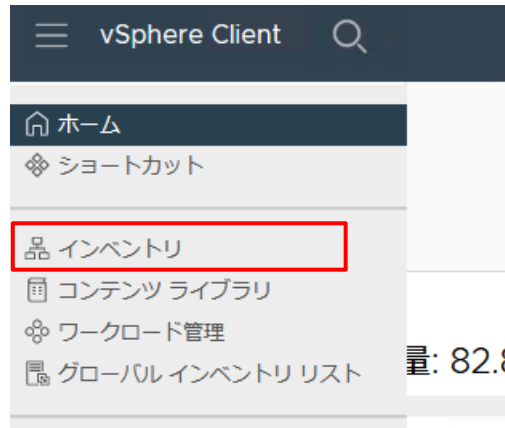 vSphere Client
ホーム
ショートカット
インベントリ
コンテンツ ライブラリ
ワークロード管理
グローバル インベントリ リスト
量: 82.